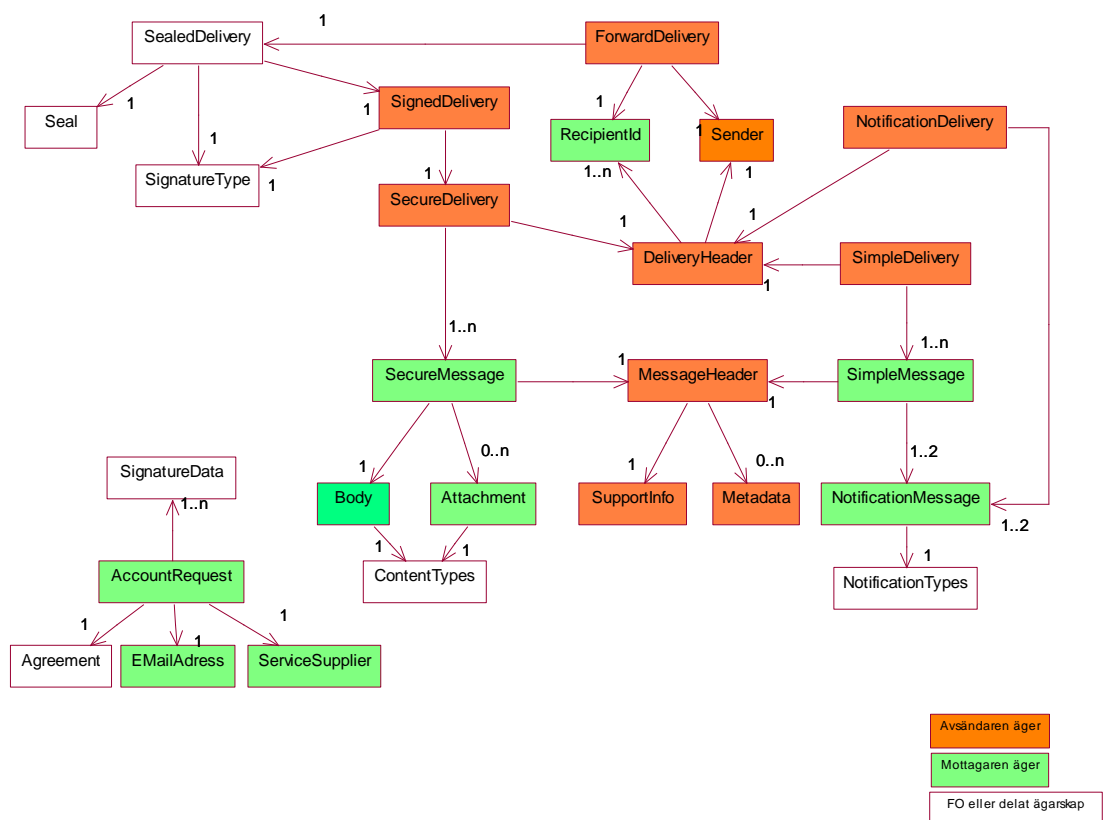 1
SealedDelivery
ForwardDelivery
1
1
1
SignedDelivery
1
Seal
1
1
RecipientId
1
Sender
NotificationDelivery
1
SignatureType
1
1
1..n
1
SecureDelivery
1
1
DeliveryHeader
SimpleDelivery
1
1..n
1..n
1
SecureMessage
MessageHeader
SimpleMessage
1
0..n
1..2
1
1
0..n
SignatureData
1..n
Body
Attachment
SupportInfo
Metadata
NotificationMessage
1..2
1
1
1
AccountRequest
ContentTypes
NotificationTypes
1
1
1
Agreement
EMailAdress
ServiceSupplier
Avsändaren äger
Mottagaren äger
FO eller delat ägarskap